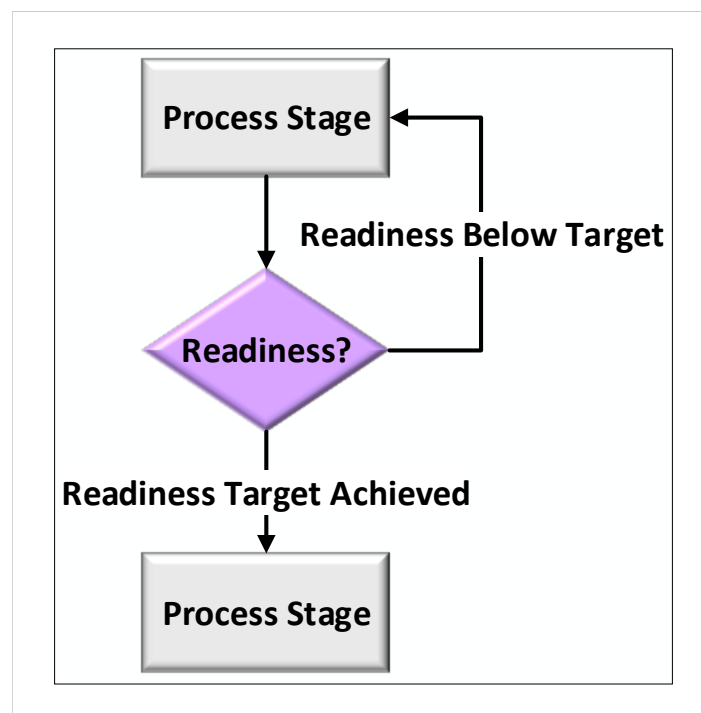 Process Stage
Readiness Below Target
Readiness?
Readiness Target Achieved
Process Stage